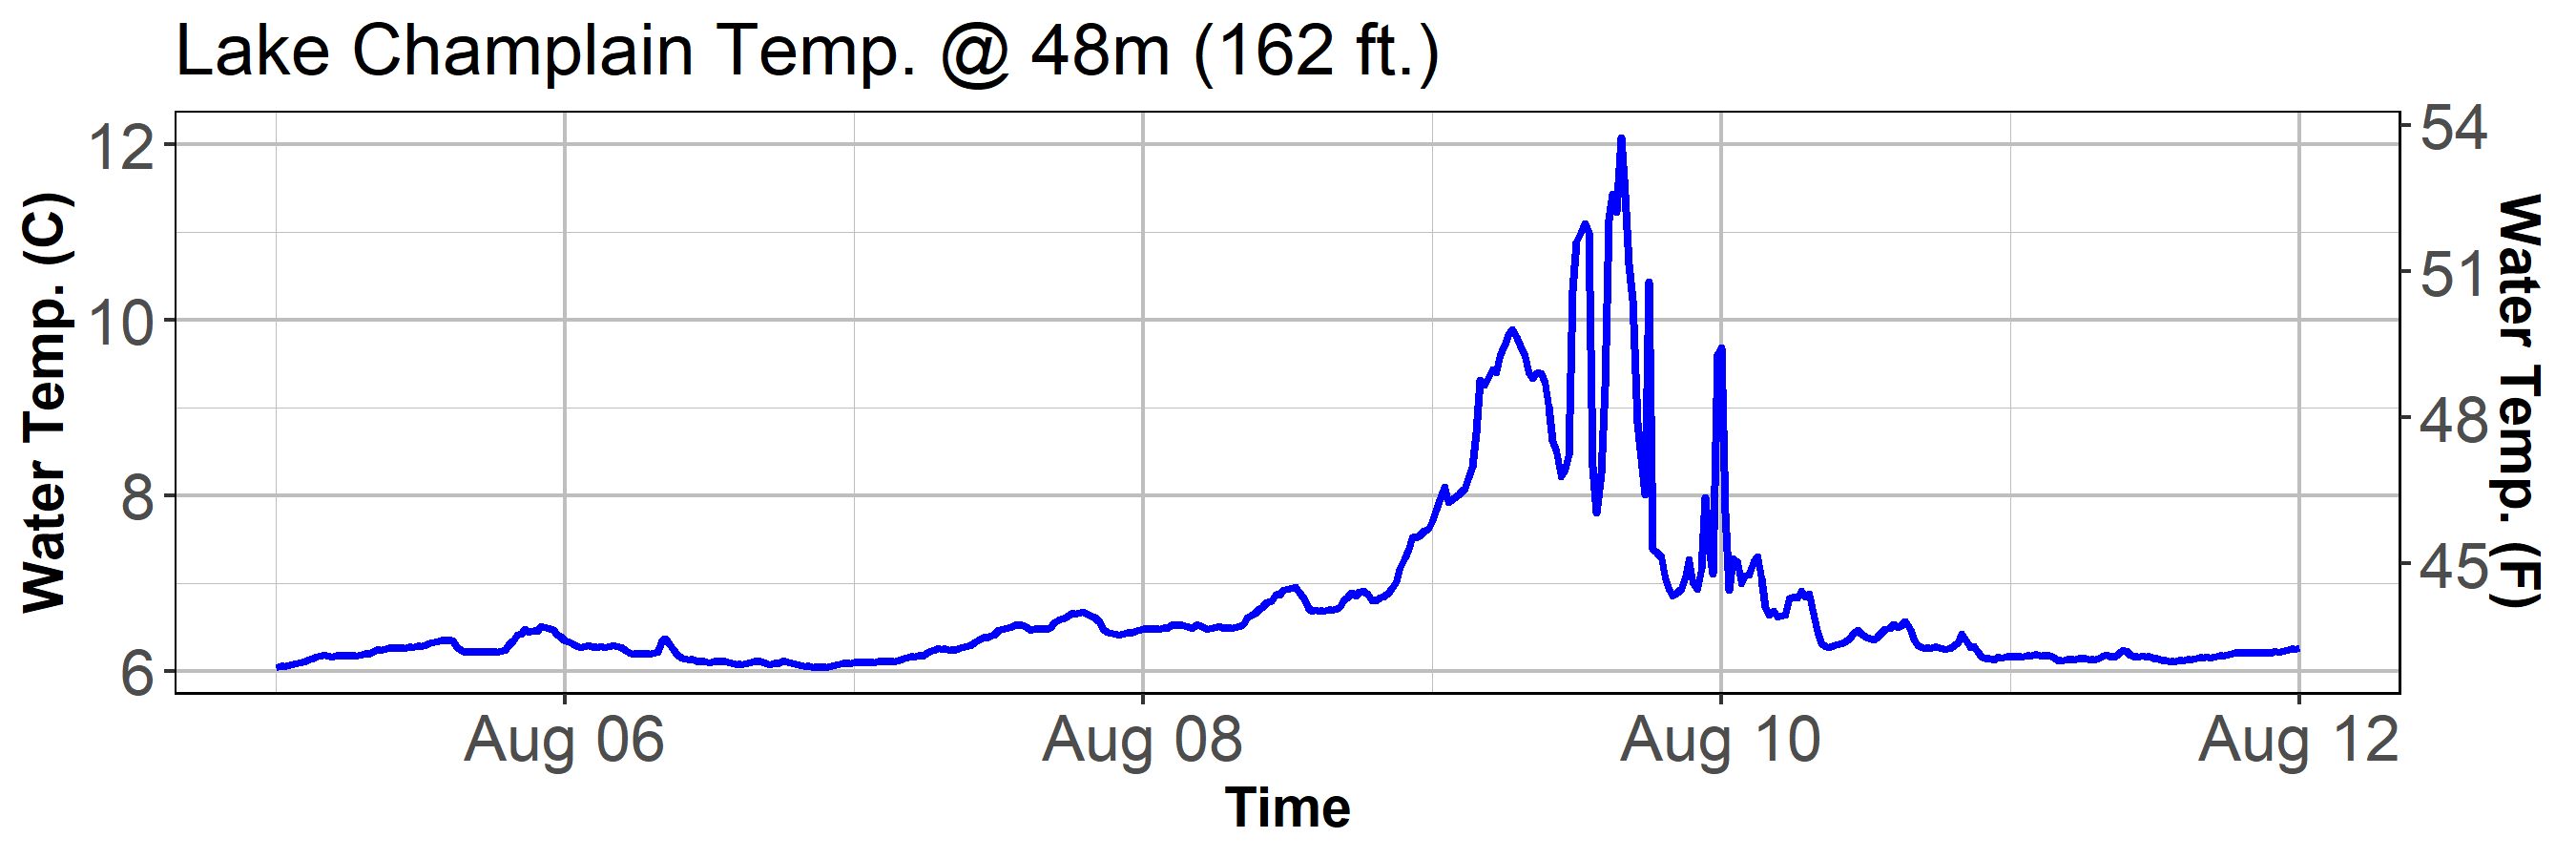 Lake Champlain Temp. @ 48m (162 ft.)
Water Temp. (C)
12
10
8
6
54
51
48
45
Water Temp. (F)
Aug 06 Aug 08 Aug 10 Aug 12
Time